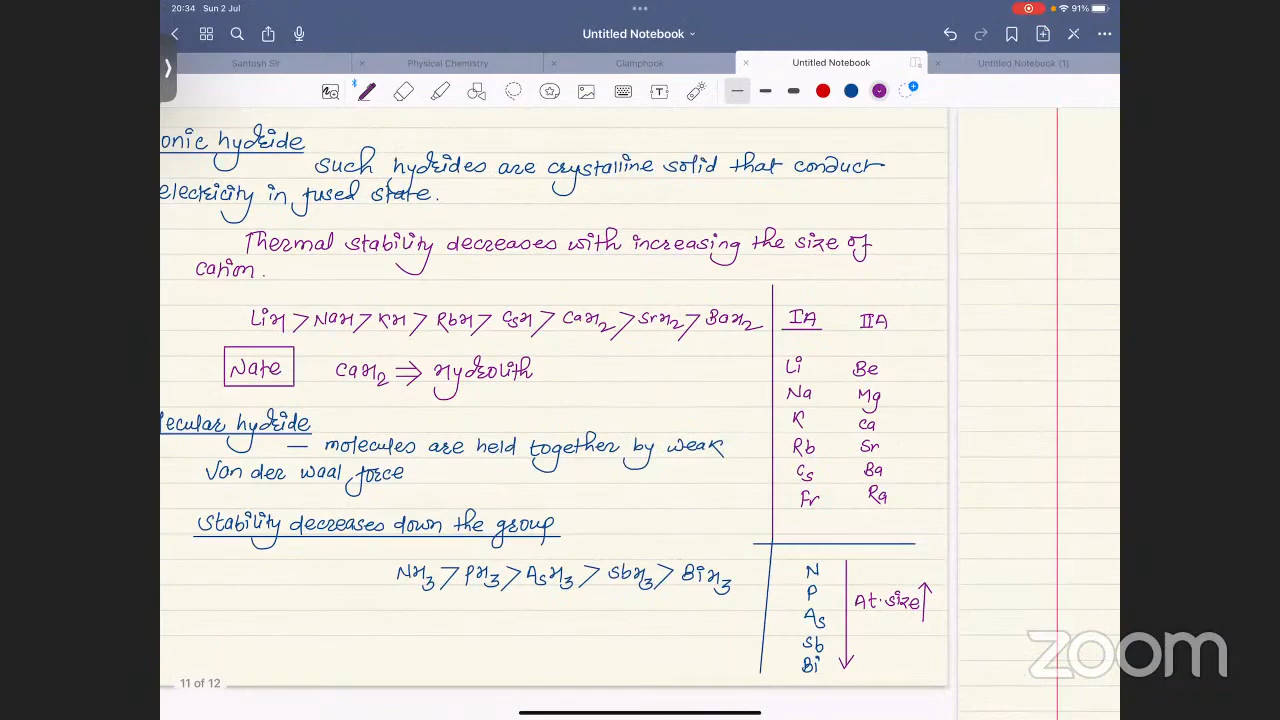 20:34 Sun 2 Jul
91%
Untitled Notebook
Santosh SIr
Physical Chemistry
Clamphook
Untitled Notebook
Untitled Notebook (1)
onic hydride
such hydrides are crystalline solid that conduct
electricity in fused state.
Thermal stability decreases with increasing the size of
cation.
LiH > NaH > KH > RbH > CsH > CaH₂ > SrH₂ > BaH₂
Note
CaH₂ ⇒ Hydrolith
lecular hydride
— molecules are held together by weak
Van der waal force
Stability decreases down the group
NH₃ > PH₃ > AsH₃ > SbH₃ > BiH₃
IA IIA
Li Be
Na Mg
K Ca
Rb Sr
Cs Ba
Fr Ra
N
P
As
Sb
Bi
At. size ↑
11 of 12
zoom